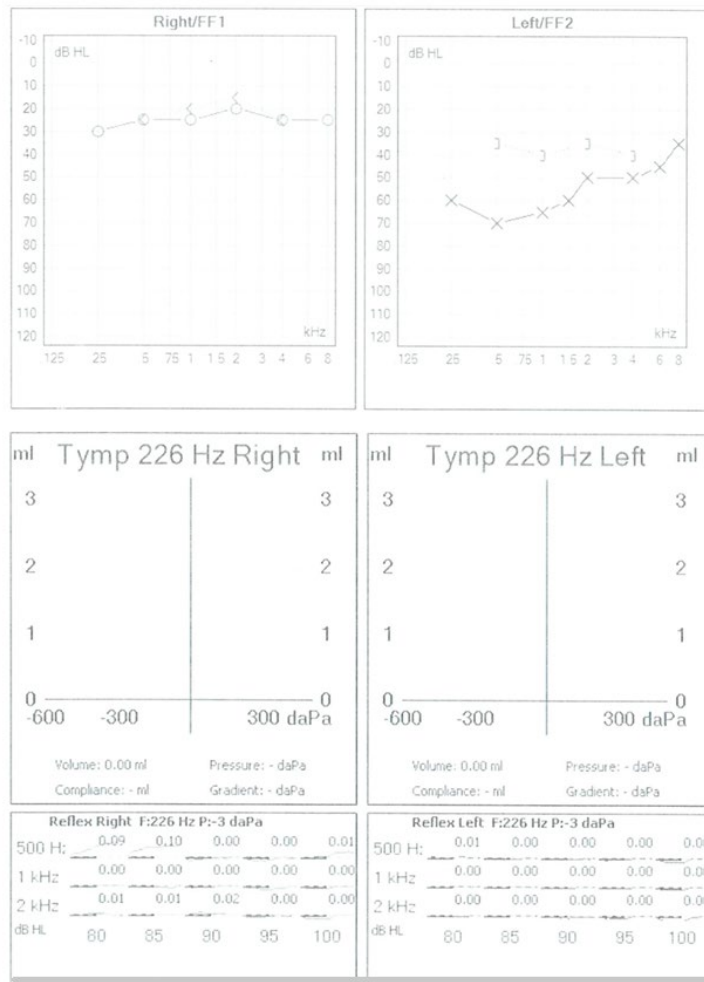 Right/FF1
-10
dB HL
0
10
20
30
40
50
60
70
80
90
100
110
120
kHz
125 25 5 75 1 1.5 2 3 4 6 8
Left/FF2
-10
dB HL
0
10
20
30
40
50
60
70
80
90
100
110
120
kHz
125 25 5 75 1 1.5 2 3 4 6 8
ml Tymp 226 Hz Right ml
3 3
2 2
1 1
0 0
-600 -300 300 daPa
Volume: 0.00 ml Pressure: - daPa
Compliance: - ml Gradient: - daPa
ml Tymp 226 Hz Left ml
3 3
2 2
1 1
0 0
-600 -300 300 daPa
Volume: 0.00 ml Pressure: - daPa
Compliance: - ml Gradient: - daPa
Reflex Right F:226 Hz P:-3 daPa
500 H: 0.09 0.10 0.00 0.00 0.01
1 kHz 0.00 0.00 0.00 0.00 0.00
2 kHz 0.01 0.01 0.02 0.00 0.00
dB HL 80 85 90 95 100
Reflex Left F:226 Hz P:-3 daPa
500 H: 0.01 0.00 0.00 0.00 0.00
1 kHz 0.00 0.00 0.00 0.00 0.00
2 kHz 0.00 0.00 0.00 0.00 0.00
dB HL 80 85 90 95 100